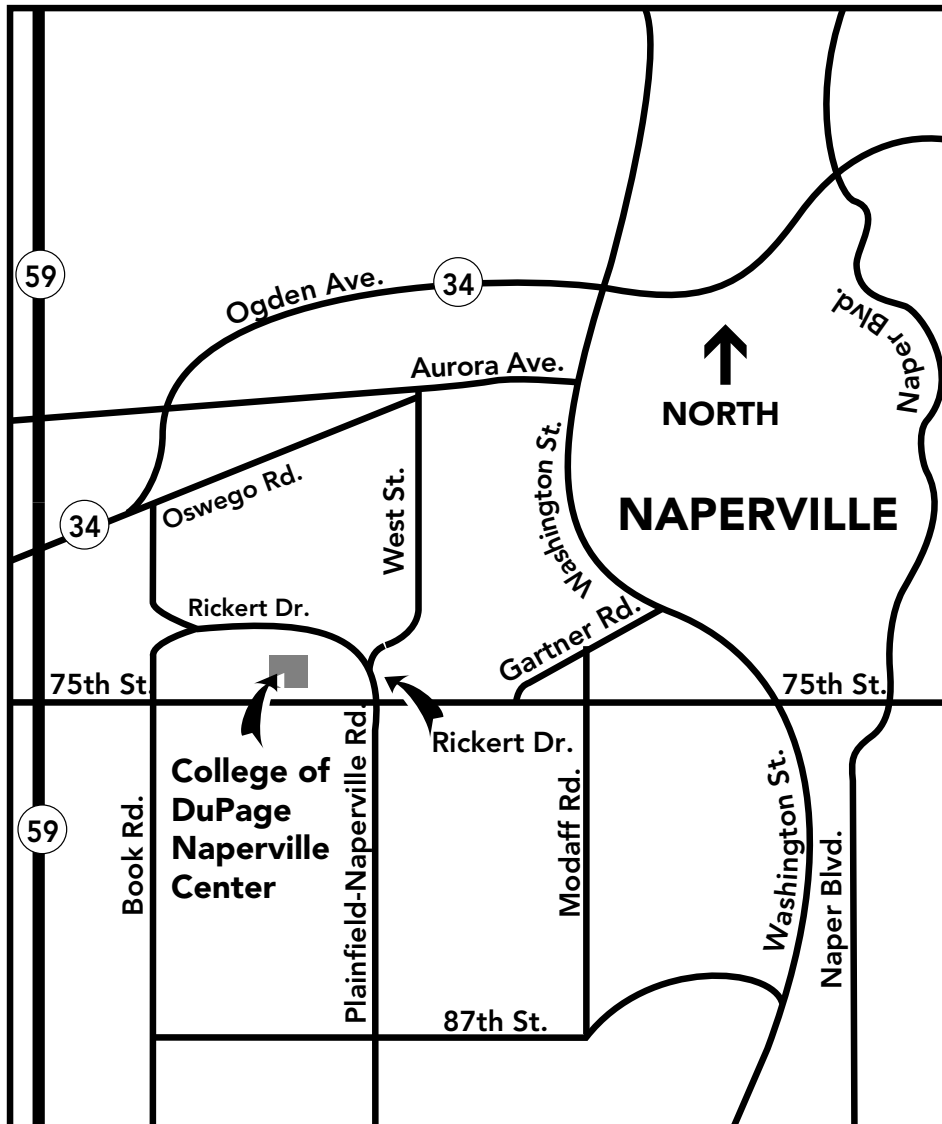 59
Ogden Ave.
34
Naper Blvd.
Aurora Ave.
NORTH
Washington St.
NAPERVILLE
Oswego Rd.
34
West St.
Rickert Dr.
Gartner Rd.
75th St.
75th St.
Rickert Dr.
College of
DuPage
Naperville
Center
59
Book Rd.
Plainfield-Naperville Rd.
Modaff Rd.
Washington St.
Naper Blvd.
87th St.